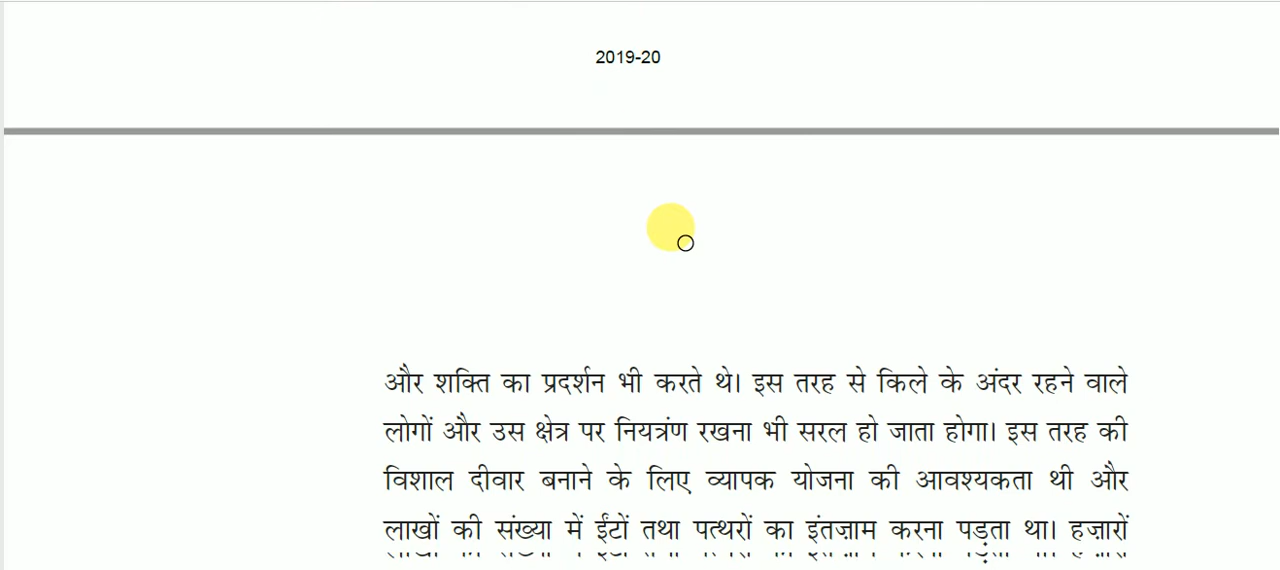 2019-20
और शक्ति का प्रदर्शन भी करते थे। इस तरह से किले के अंदर रहने वाले
लोगों और उस क्षेत्र पर नियत्रंण रखना भी सरल हो जाता होगा। इस तरह की
विशाल दीवार बनाने के लिए व्यापक योजना की आवश्यकता थी और
लाखों की संख्या में ईंटों तथा पत्थरों का इंतज़ाम करना पड़ता था। हज़ारों